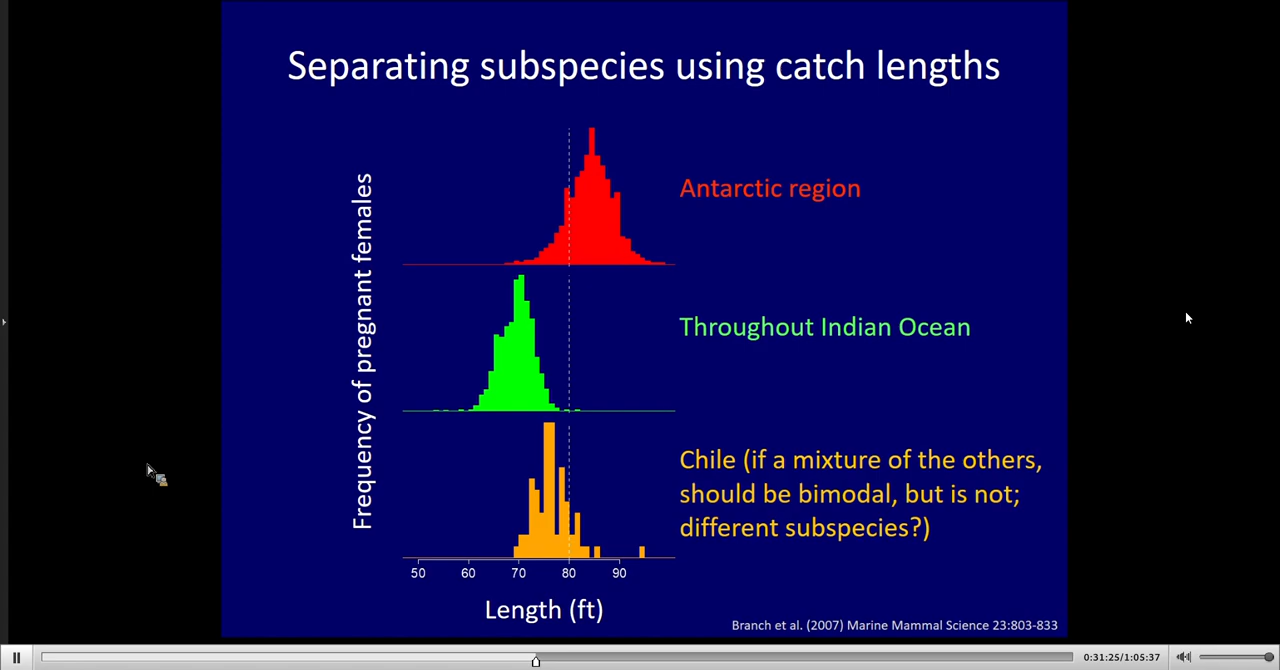 Separating subspecies using catch lengths
Frequency of pregnant females
Antarctic region
Throughout Indian Ocean
Chile (if a mixture of the others,
should be bimodal, but is not;
different subspecies?)
50 60 70 80 90
Length (ft)
Branch et al. (2007) Marine Mammal Science 23:803-833
0:31:25/1:05:37